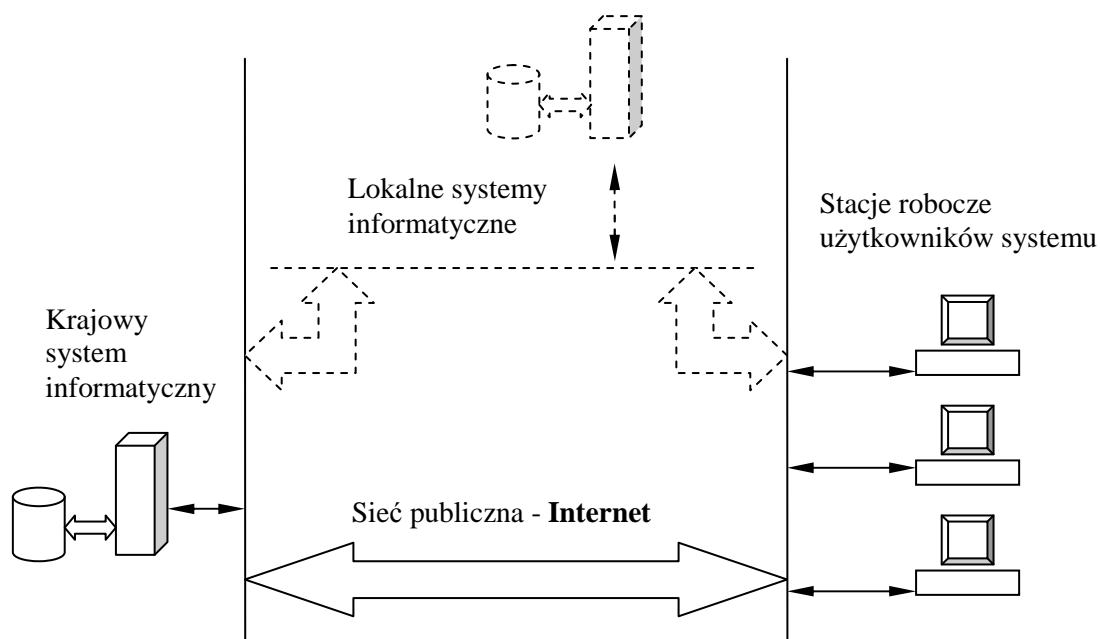 Lokalne systemy
informatyczne
Stacje robocze
użytkowników systemu
Krajowy
system
informatyczny
Sieć publiczna - Internet